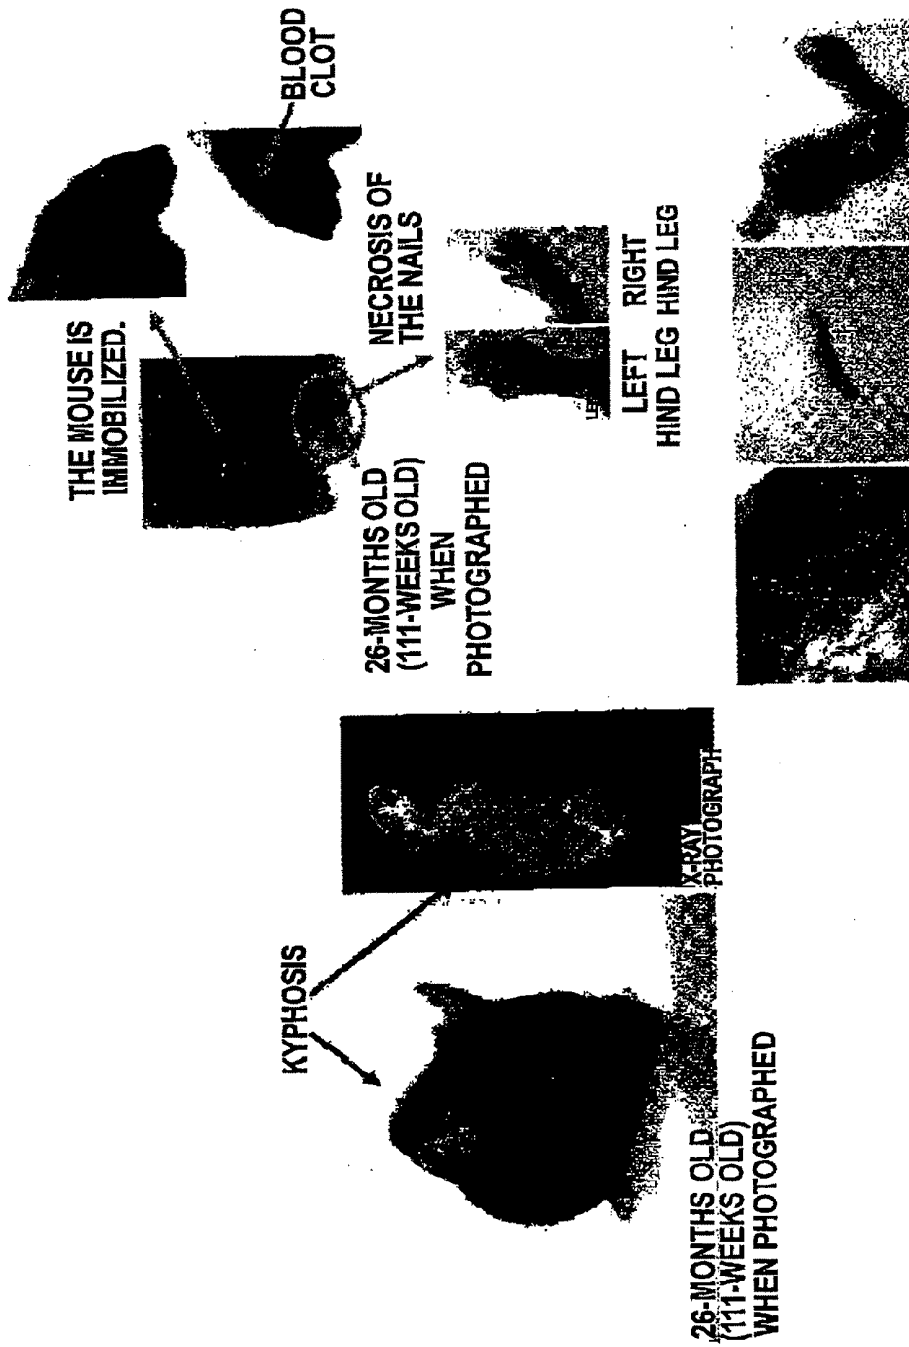 KYPHOSIS
X-RAY
PHOTOGRAPH
26-MONTHS OLD
(111-WEEKS OLD)
WHEN PHOTOGRAPHED
THE MOUSE IS
IMMOBILIZED.
BLOOD
CLOT
26-MONTHS OLD
(111-WEEKS OLD)
WHEN
PHOTOGRAPHED
NECROSIS OF
THE NAILS
LEFT
HIND LEG
RIGHT
HIND LEG